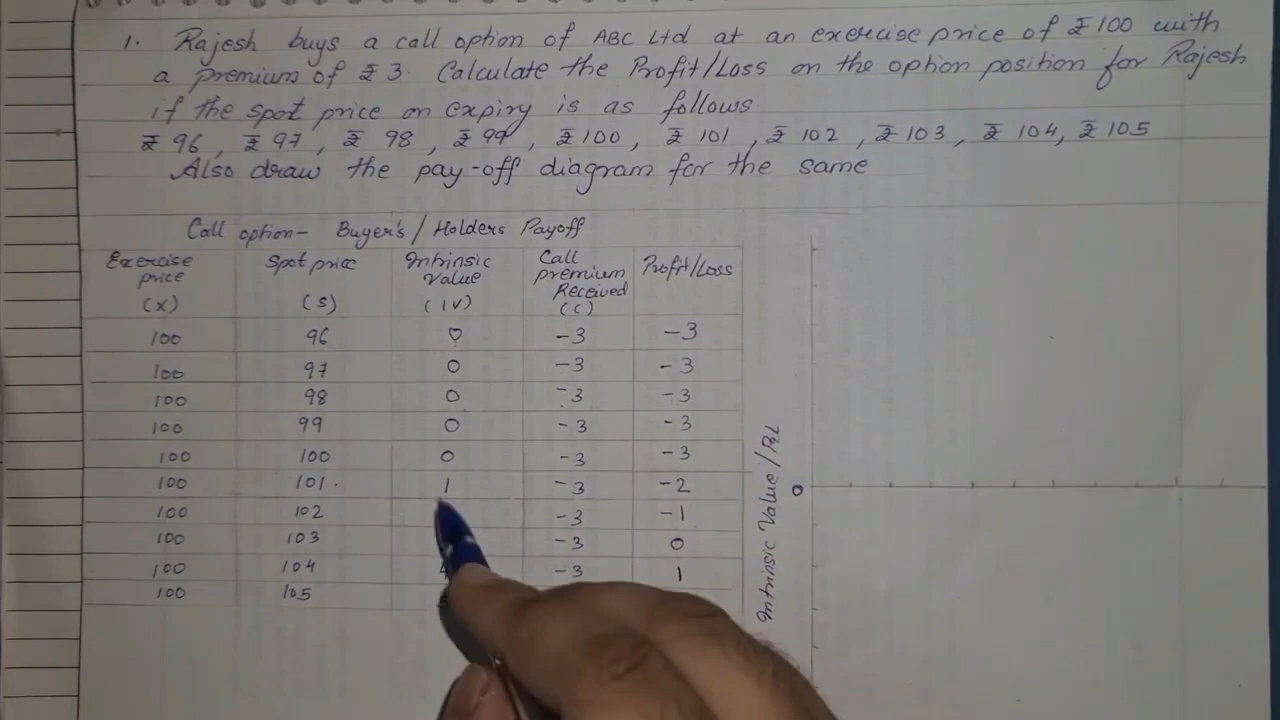 1. Rajesh buys a call option of ABC Ltd at an exercise price of ₹ 100 with
a premium of ₹ 3. Calculate the Profit/Loss on the option position for Rajesh
if the spot price on expiry is as follows.
₹ 96, ₹ 97, ₹ 98, ₹ 99, ₹ 100, ₹ 101, ₹ 102, ₹ 103, ₹ 104, ₹ 105
Also draw the pay-off diagram for the same
Call option- Buyer's / Holders Payoff
Exercise price (X) Spot price (S) Intrinsic Value (IV) Call premium Received (C) Profit/Loss
100 96 0 -3 -3
100 97 0 -3 -3
100 98 0 -3 -3
100 99 0 -3 -3
100 100 0 -3 -3
100 101. 1 -3 -2
100 102 -3 -1
100 103 -3 0
100 104 -3 1
100 105
Intrinsic Value / P&L
0